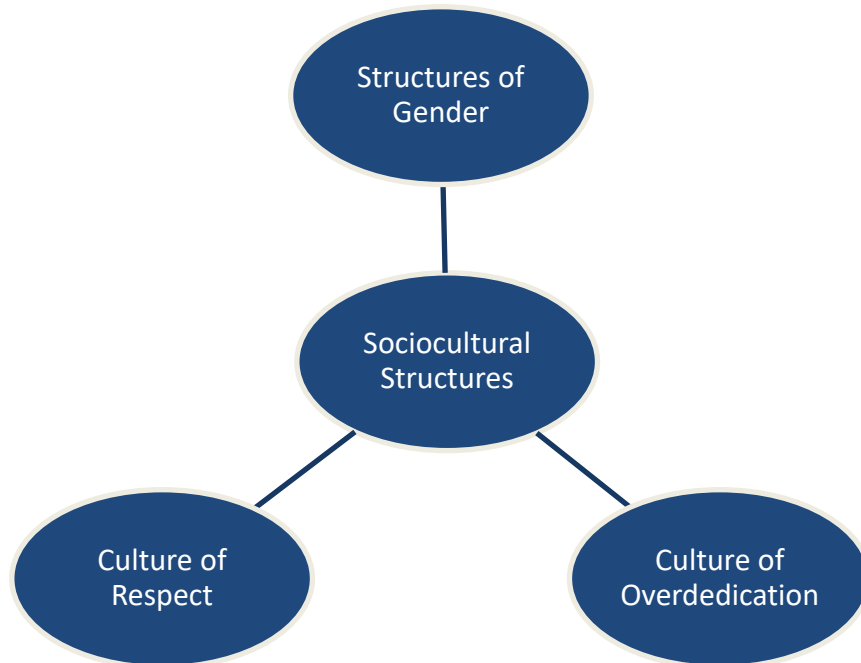 Structures of
Gender
Sociocultural
Structures
Culture of
Respect
Culture of
Overdedication